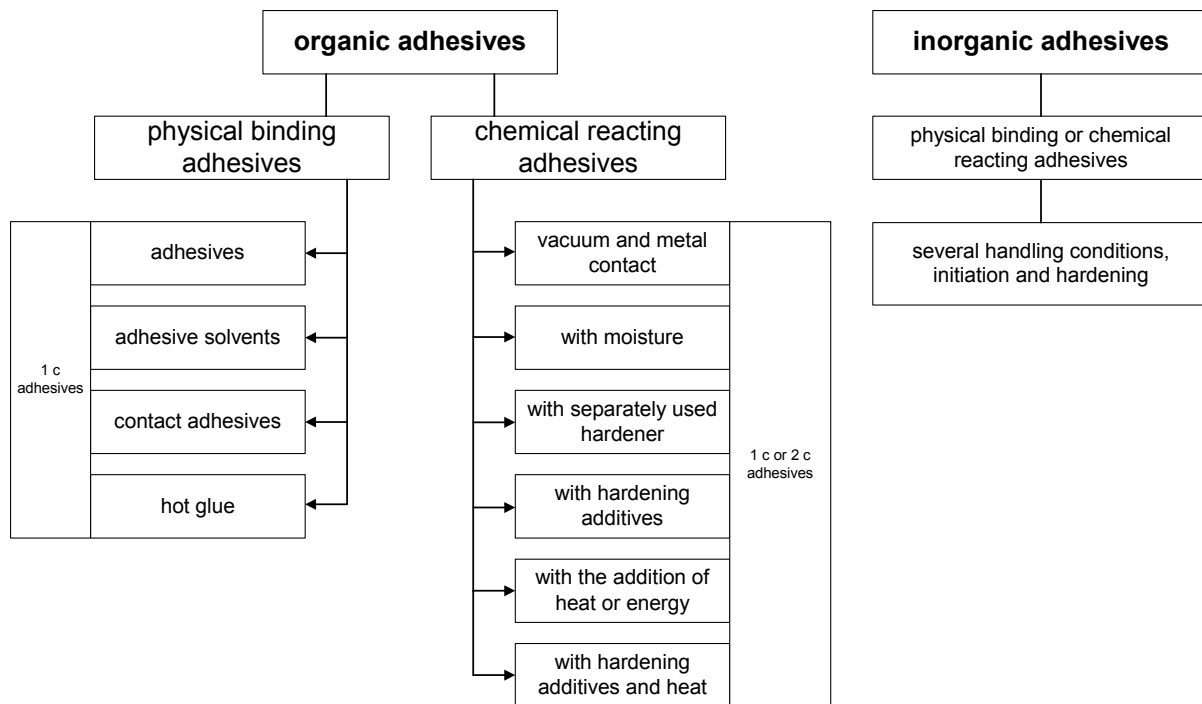 organic adhesives
inorganic adhesives
physical binding
adhesives
chemical reacting
adhesives
physical binding or chemical
reacting adhesives
1 c
adhesives
adhesives
adhesive solvents
contact adhesives
hot glue
vacuum and metal
contact
with moisture
with separately used
hardener
with hardening
additives
with the addition of
heat or energy
with hardening
additives and heat
1 c or 2 c
adhesives
several handling conditions,
initiation and hardening